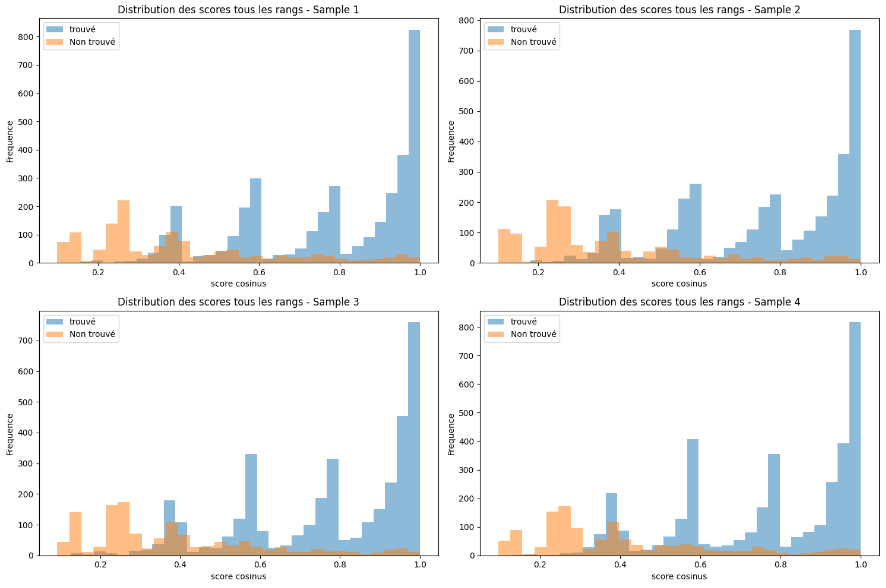 Distribution des scores tous les rangs - Sample 1
trouvé
Non trouvé
Frequence
800
700
600
500
400
300
200
100
0
0.2 0.4 0.6 0.8 1.0
score cosinus
Distribution des scores tous les rangs - Sample 2
trouvé
Non trouvé
Frequence
800
700
600
500
400
300
200
100
0
0.2 0.4 0.6 0.8 1.0
score cosinus
Distribution des scores tous les rangs - Sample 3
trouvé
Non trouvé
Frequence
700
600
500
400
300
200
100
0
0.2 0.4 0.6 0.8 1.0
score cosinus
Distribution des scores tous les rangs - Sample 4
trouvé
Non trouvé
Frequence
800
700
600
500
400
300
200
100
0
0.2 0.4 0.6 0.8 1.0
score cosinus